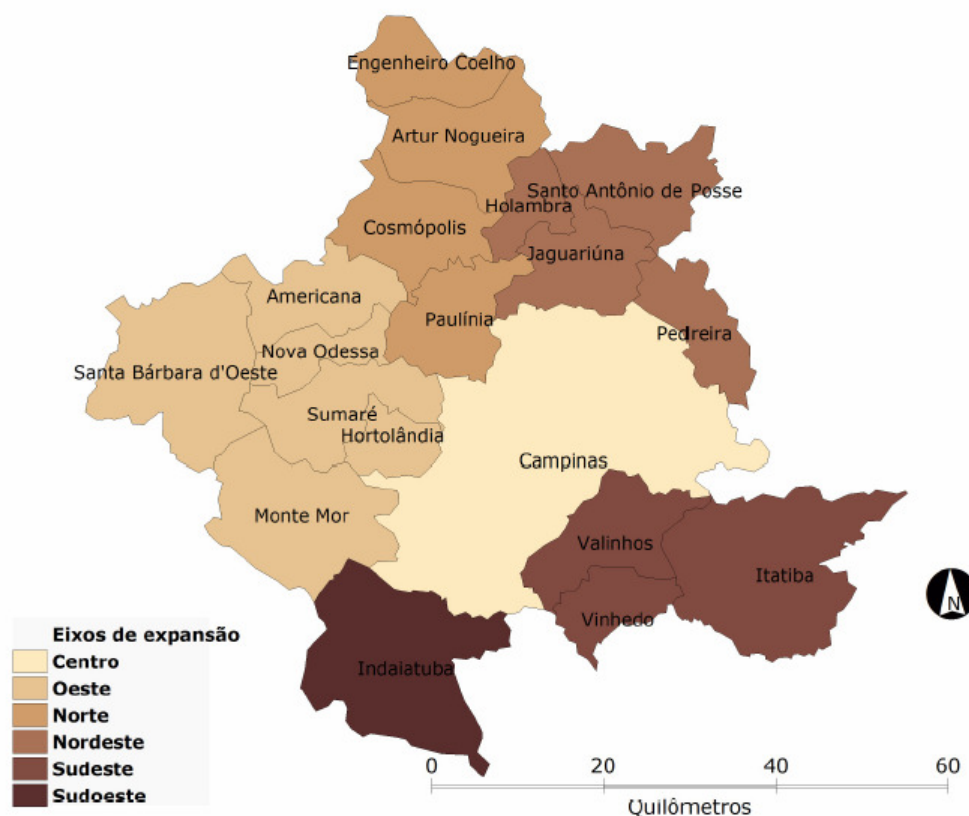 Engenheiro Coelho
Artur Nogueira
Santo Antônio de Posse
Holambra
Cosmópolis
Jaguariúna
Americana
Paulínia
Pedreira
Nova Odessa
Santa Bárbara d'Oeste
Sumaré
Hortolândia
Campinas
Monte Mor
Valinhos
Itatiba
Vinhedo
Indaiatuba
N
Eixos de expansão
Centro
Oeste
Norte
Nordeste
Sudeste
Sudoeste
0 20 40 60
Quilômetros